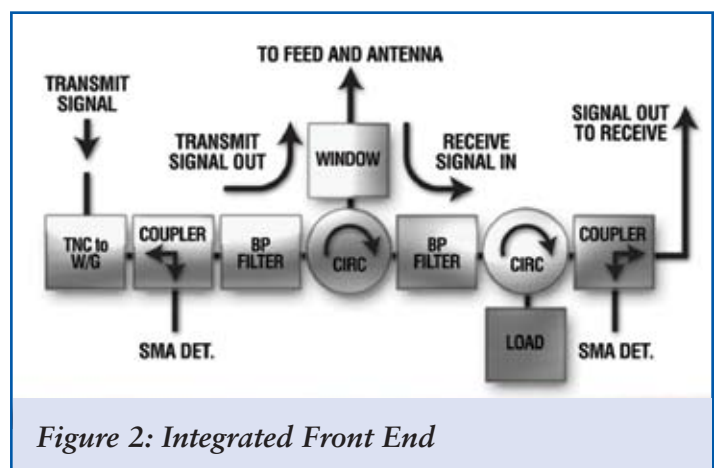 TO FEED AND ANTENNA
TRANSMIT
SIGNAL
TRANSMIT
SIGNAL OUT
WINDOW
RECEIVE
SIGNAL IN
SIGNAL OUT
TO RECEIVE
TNC to
W/G
COUPLER
BP
FILTER
CIRC
BP
FILTER
CIRC
COUPLER
SMA DET.
LOAD
SMA DET.
Figure 2: Integrated Front End